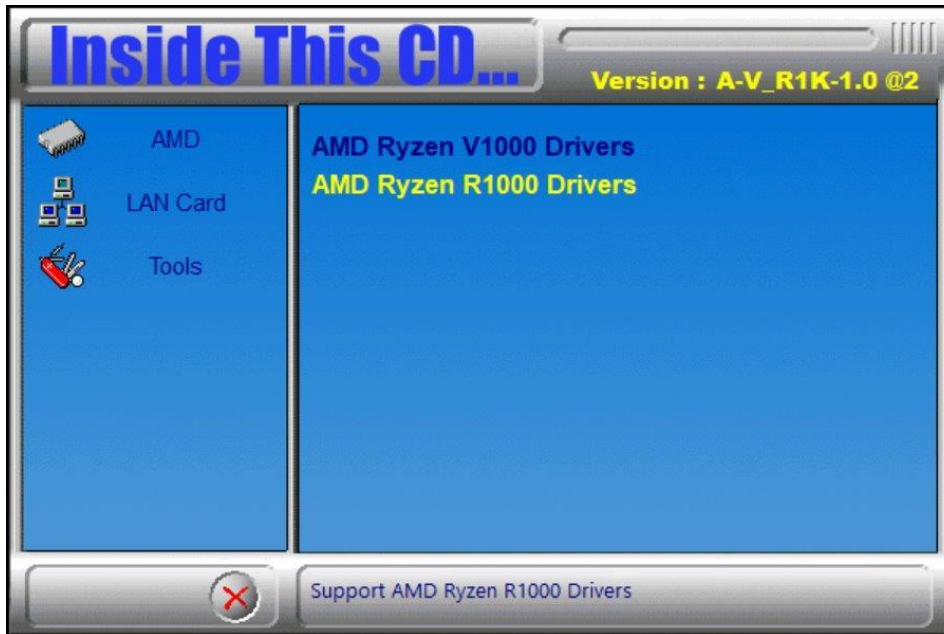 Inside This CD...
Version : A-V_R1K-1.0 @2
AMD
LAN Card
Tools
AMD Ryzen V1000 Drivers
AMD Ryzen R1000 Drivers
Support AMD Ryzen R1000 Drivers